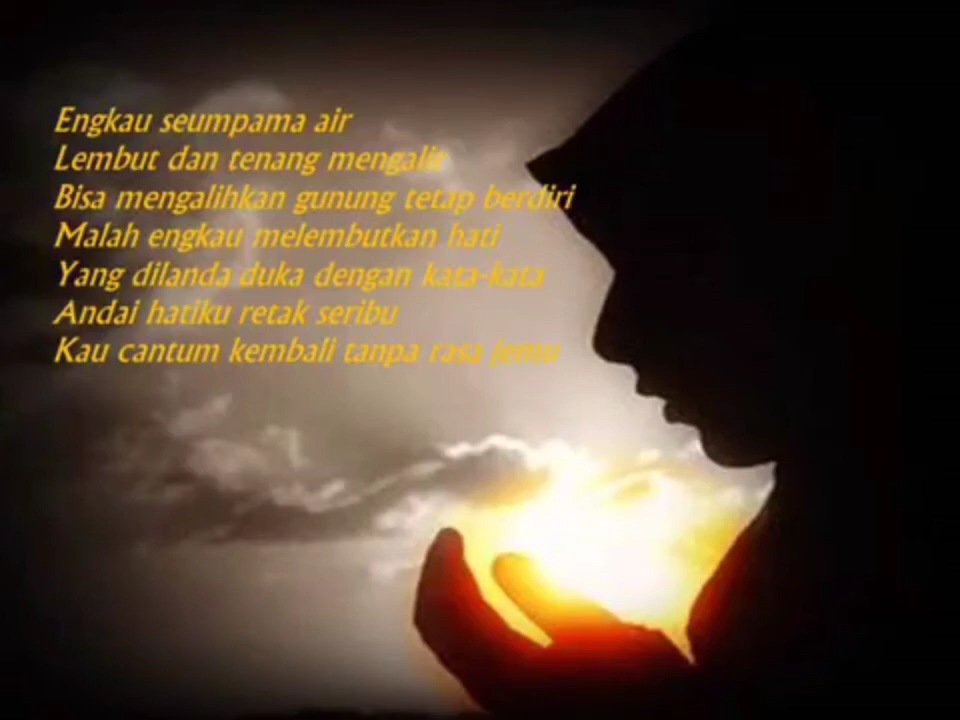 Engkau seumpama air
Lembut dan tenang mengalir
Bisa mengalihkan gunung tetap berdiri
Malah engkau melembutkan hati
Yang dilanda duka dengan kata-kata
Andai hatiku retak seribu
Kau cantum kembali tanpa rasa jemu